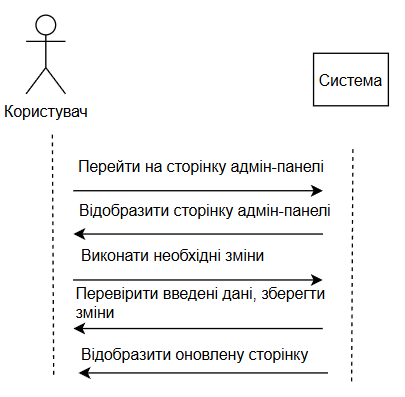 Користувач
Система
Перейти на сторінку адмін-панелі
Відобразити сторінку адмін-панелі
Виконати необхідні зміни
Перевірити введені дані, зберегти
зміни
Відобразити оновлену сторінку